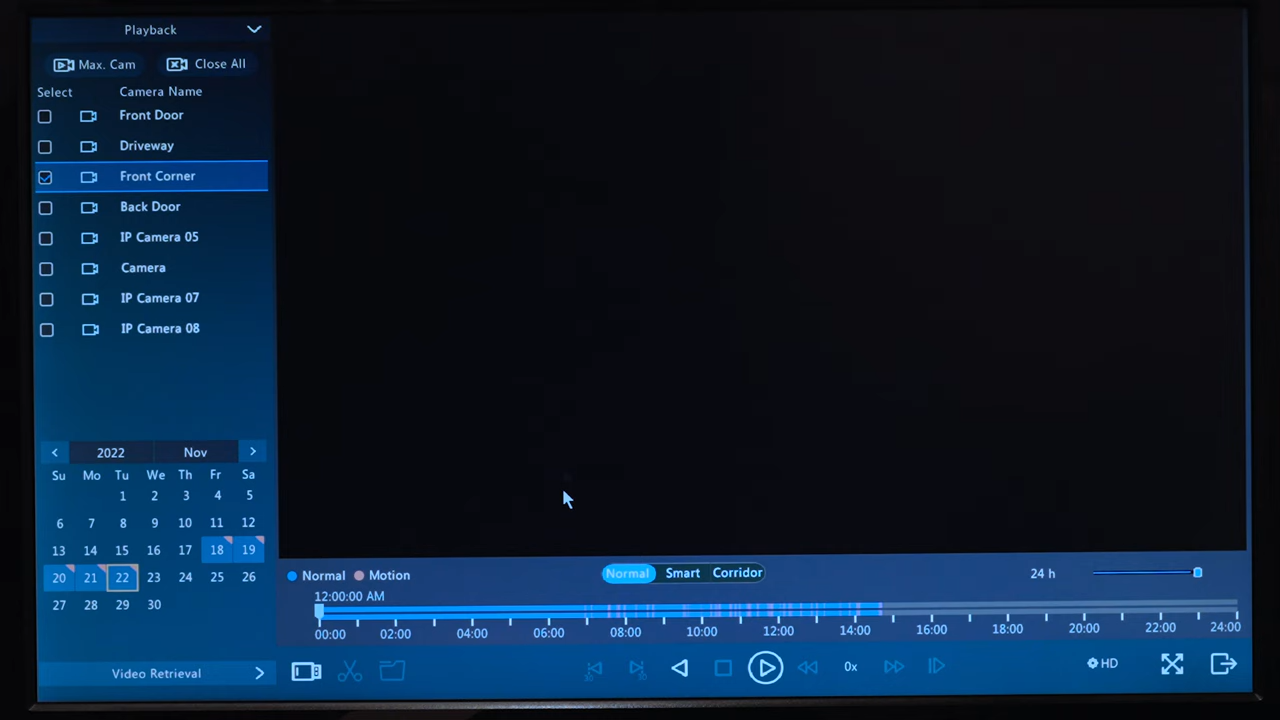 Playback
Max. Cam Close All
Select Camera Name
Front Door
Driveway
Front Corner
Back Door
IP Camera 05
Camera
IP Camera 07
IP Camera 08
< 2022 Nov >
Su Mo Tu We Th Fr Sa
1 2 3 4 5
6 7 8 9 10 11 12
13 14 15 16 17 18 19
20 21 22 23 24 25 26
27 28 29 30
Video Retrieval >
Normal Motion Normal Smart Corridor 24 h
12:00:00 AM
00:00 02:00 04:00 06:00 08:00 10:00 12:00 14:00 16:00 18:00 20:00 22:00 24:00
0x HD